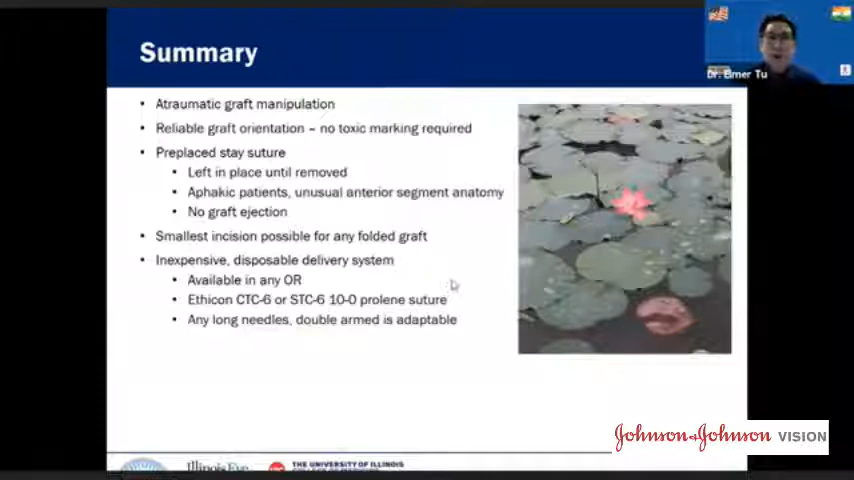 Summary
Dr. Elmer Tu
• Atraumatic graft manipulation
• Reliable graft orientation – no toxic marking required
• Preplaced stay suture
• Left in place until removed
• Aphakic patients, unusual anterior segment anatomy
• No graft ejection
• Smallest incision possible for any folded graft
• Inexpensive, disposable delivery system
• Available in any OR
• Ethicon CTC-6 or STC-6 10-0 prolene suture
• Any long needles, double armed is adaptable
Johnson+Johnson VISION
THE UNIVERSITY OF ILLINOIS